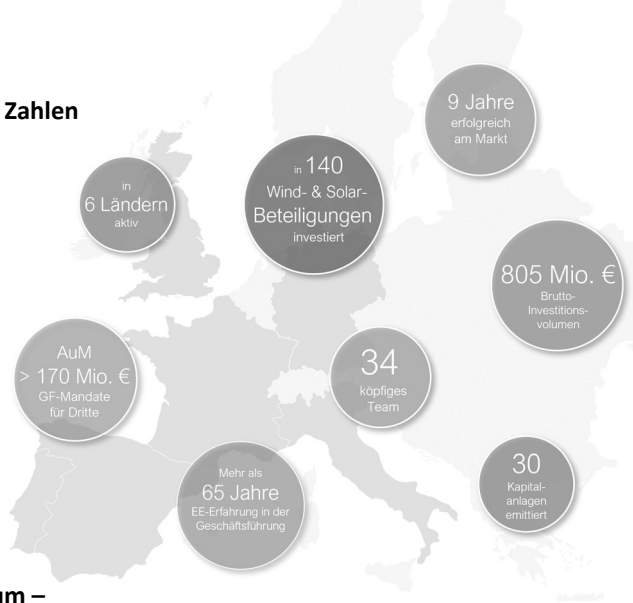 Zahlen
9 Jahre
erfolgreich
am Markt
in 140
Wind- & Solar-
Beteiligungen
investiert
in
6 Ländern
aktiv
805 Mio. €
Brutto-
Investitions-
volumen
AuM
> 170 Mio. €
GF-Mandate
für Dritte
34
köpfiges
Team
Mehr als
65 Jahre
EE-Erfahrung in der
Geschäftsführung
30
Kapital-
anlagen
emittiert
um –